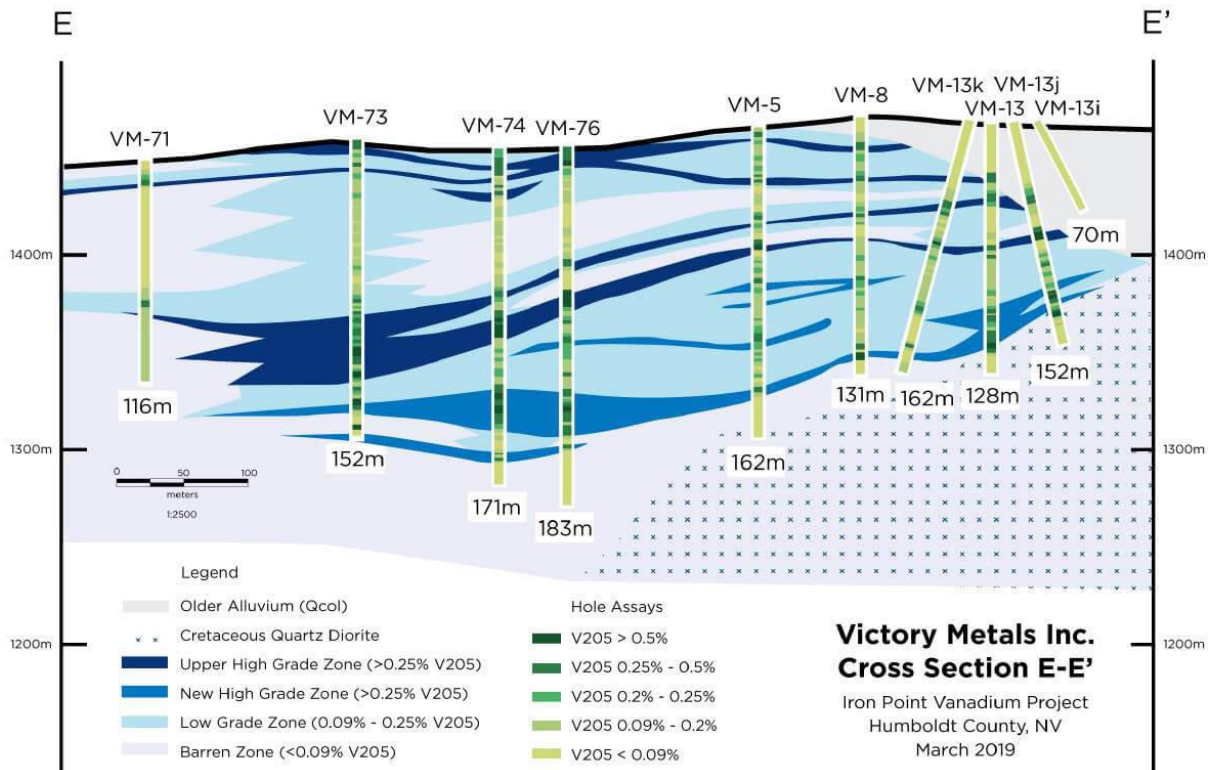 E
E'
VM-13k
VM-13j
VM-71
VM-73
VM-74
VM-76
VM-5
VM-8
VM-13
VM-13i
1400m
1400m
70m
116m
131m
162m
128m
152m
1300m
152m
162m
1300m
171m
183m
0 50 100
meters
1:2500
1200m
1200m
Legend
Older Alluvium (Qcol)
Cretaceous Quartz Diorite
Upper High Grade Zone (>0.25% V205)
New High Grade Zone (>0.25% V205)
Low Grade Zone (0.09% - 0.25% V205)
Barren Zone (<0.09% V205)
Hole Assays
V205 > 0.5%
V205 0.25% - 0.5%
V205 0.2% - 0.25%
V205 0.09% - 0.2%
V205 < 0.09%
Victory Metals Inc.
Cross Section E-E'
Iron Point Vanadium Project
Humboldt County, NV
March 2019